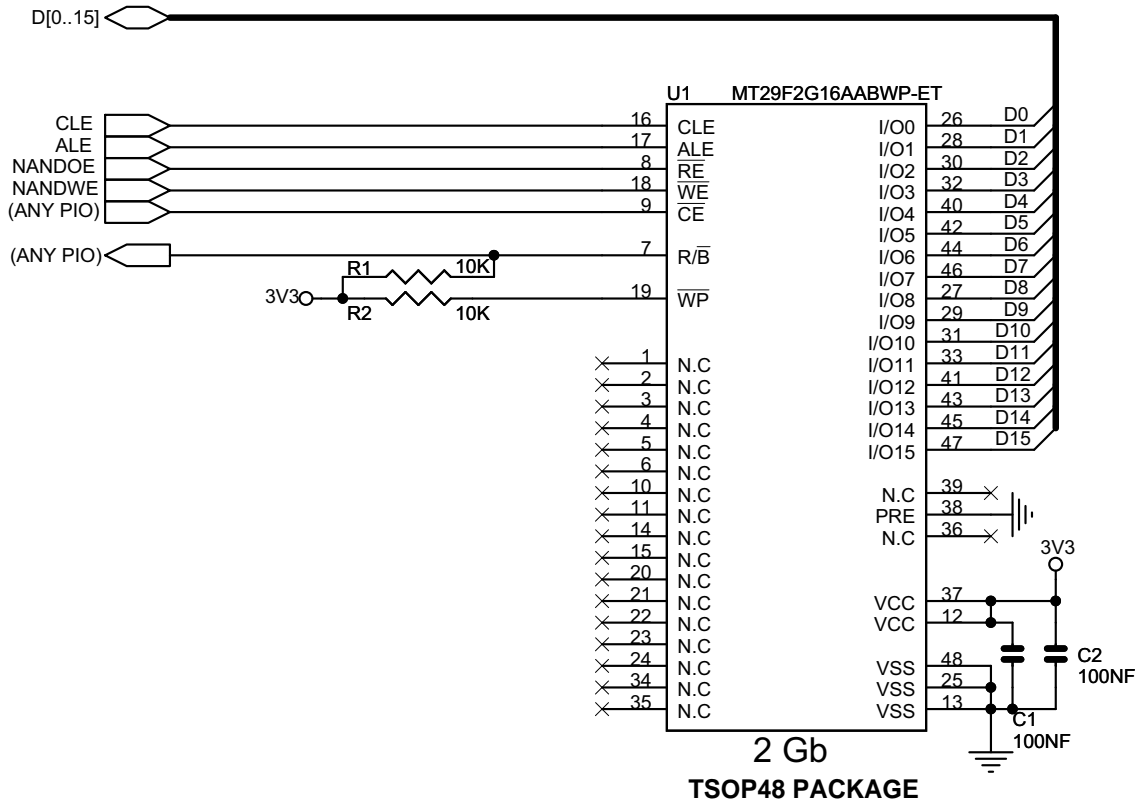 D[0..15]
U1 MT29F2G16AABWP-ET
CLE 16 CLE I/O0 26 D0
ALE 17 ALE I/O1 28 D1
NANDOE 8 RE I/O2 30 D2
NANDWE 18 WE I/O3 32 D3
(ANY PIO) 9 CE I/O4 40 D4
I/O5 42 D5
(ANY PIO) 7 R/B I/O6 44 D6
R1 10K I/O7 46 D7
3V3 19 WP I/O8 27 D8
R2 10K I/O9 29 D9
I/O10 31 D10
1 N.C I/O11 33 D11
2 N.C I/O12 41 D12
3 N.C I/O13 43 D13
4 N.C I/O14 45 D14
5 N.C I/O15 47 D15
6 N.C
10 N.C N.C 39
11 N.C PRE 38
14 N.C N.C 36
15 N.C 3V3
20 N.C
21 N.C VCC 37
22 N.C VCC 12
23 N.C C2
24 N.C VSS 48 100NF
34 N.C VSS 25
35 N.C VSS 13
C1
100NF
2 Gb
TSOP48 PACKAGE